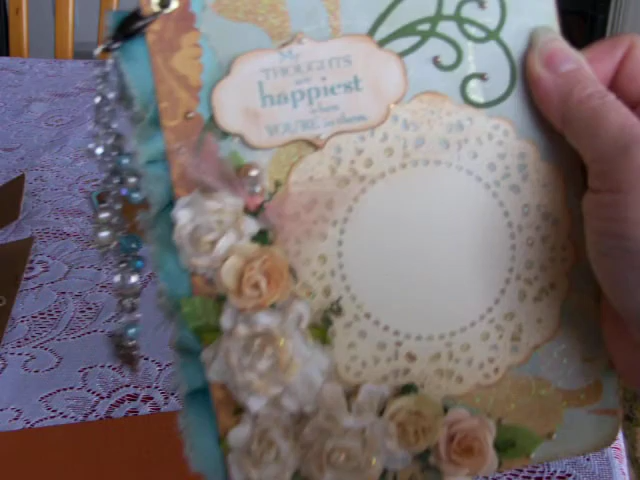 My
THOUGHTS
are
happiest
when
YOU'RE in them.